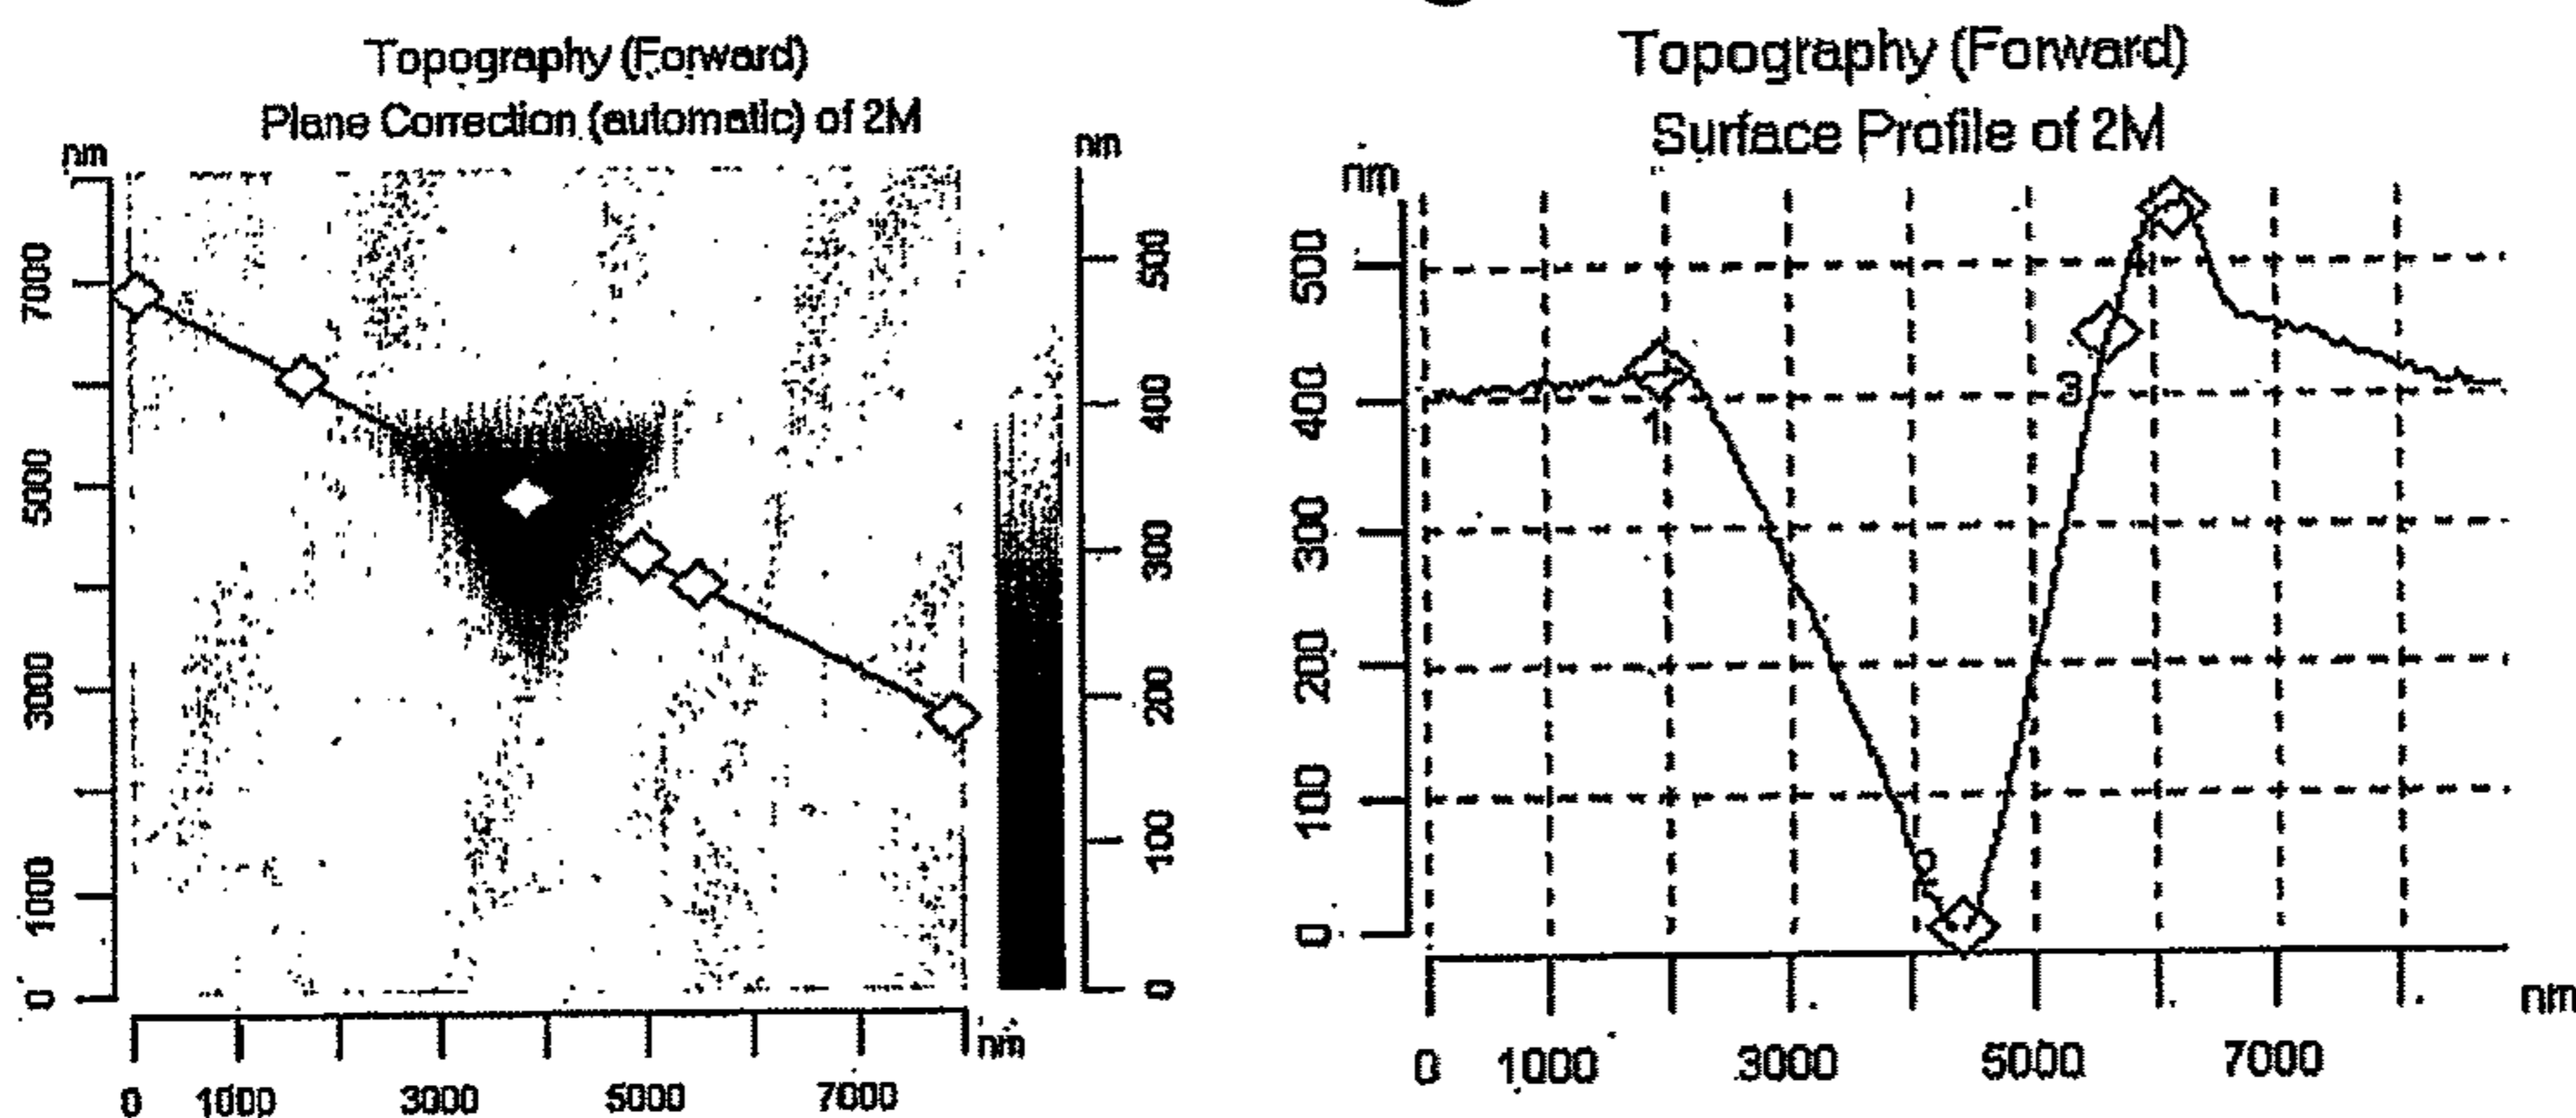 Topography (Forward)
Plane Correction (automatic) of 2M
nm
7000
5000
3000
1000
0
0 1000 3000 5000 7000
nm
nm
500
400
300
200
100
0
Topography (Forward)
Surface Profile of 2M
nm
500
400
300
200
100
0
1
2
3
0 1000 3000 5000 7000
nm